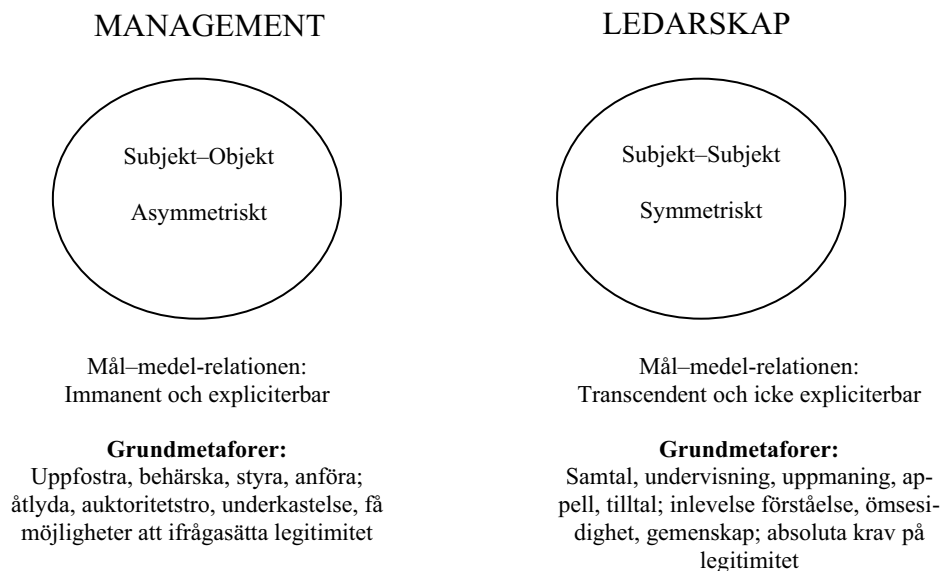 MANAGEMENT
Subjekt–Objekt
Asymmetriskt
Mål–medel-relationen:
Immanent och expliciterbar
Grundmetaforer:
Uppfostra, behärska, styra, anföra;
åtlyda, auktoritetstro, underkastelse, få
möjligheter att ifrågasätta legitimitet
LEDARSKAP
Subjekt–Subjekt
Symmetriskt
Mål–medel-relationen:
Transcendent och icke expliciterbar
Grundmetaforer:
Samtal, undervisning, uppmaning, ap-
pell, tilltal; inlevelse förståelse, ömsesi-
dighet, gemenskap; absoluta krav på
legitimitet